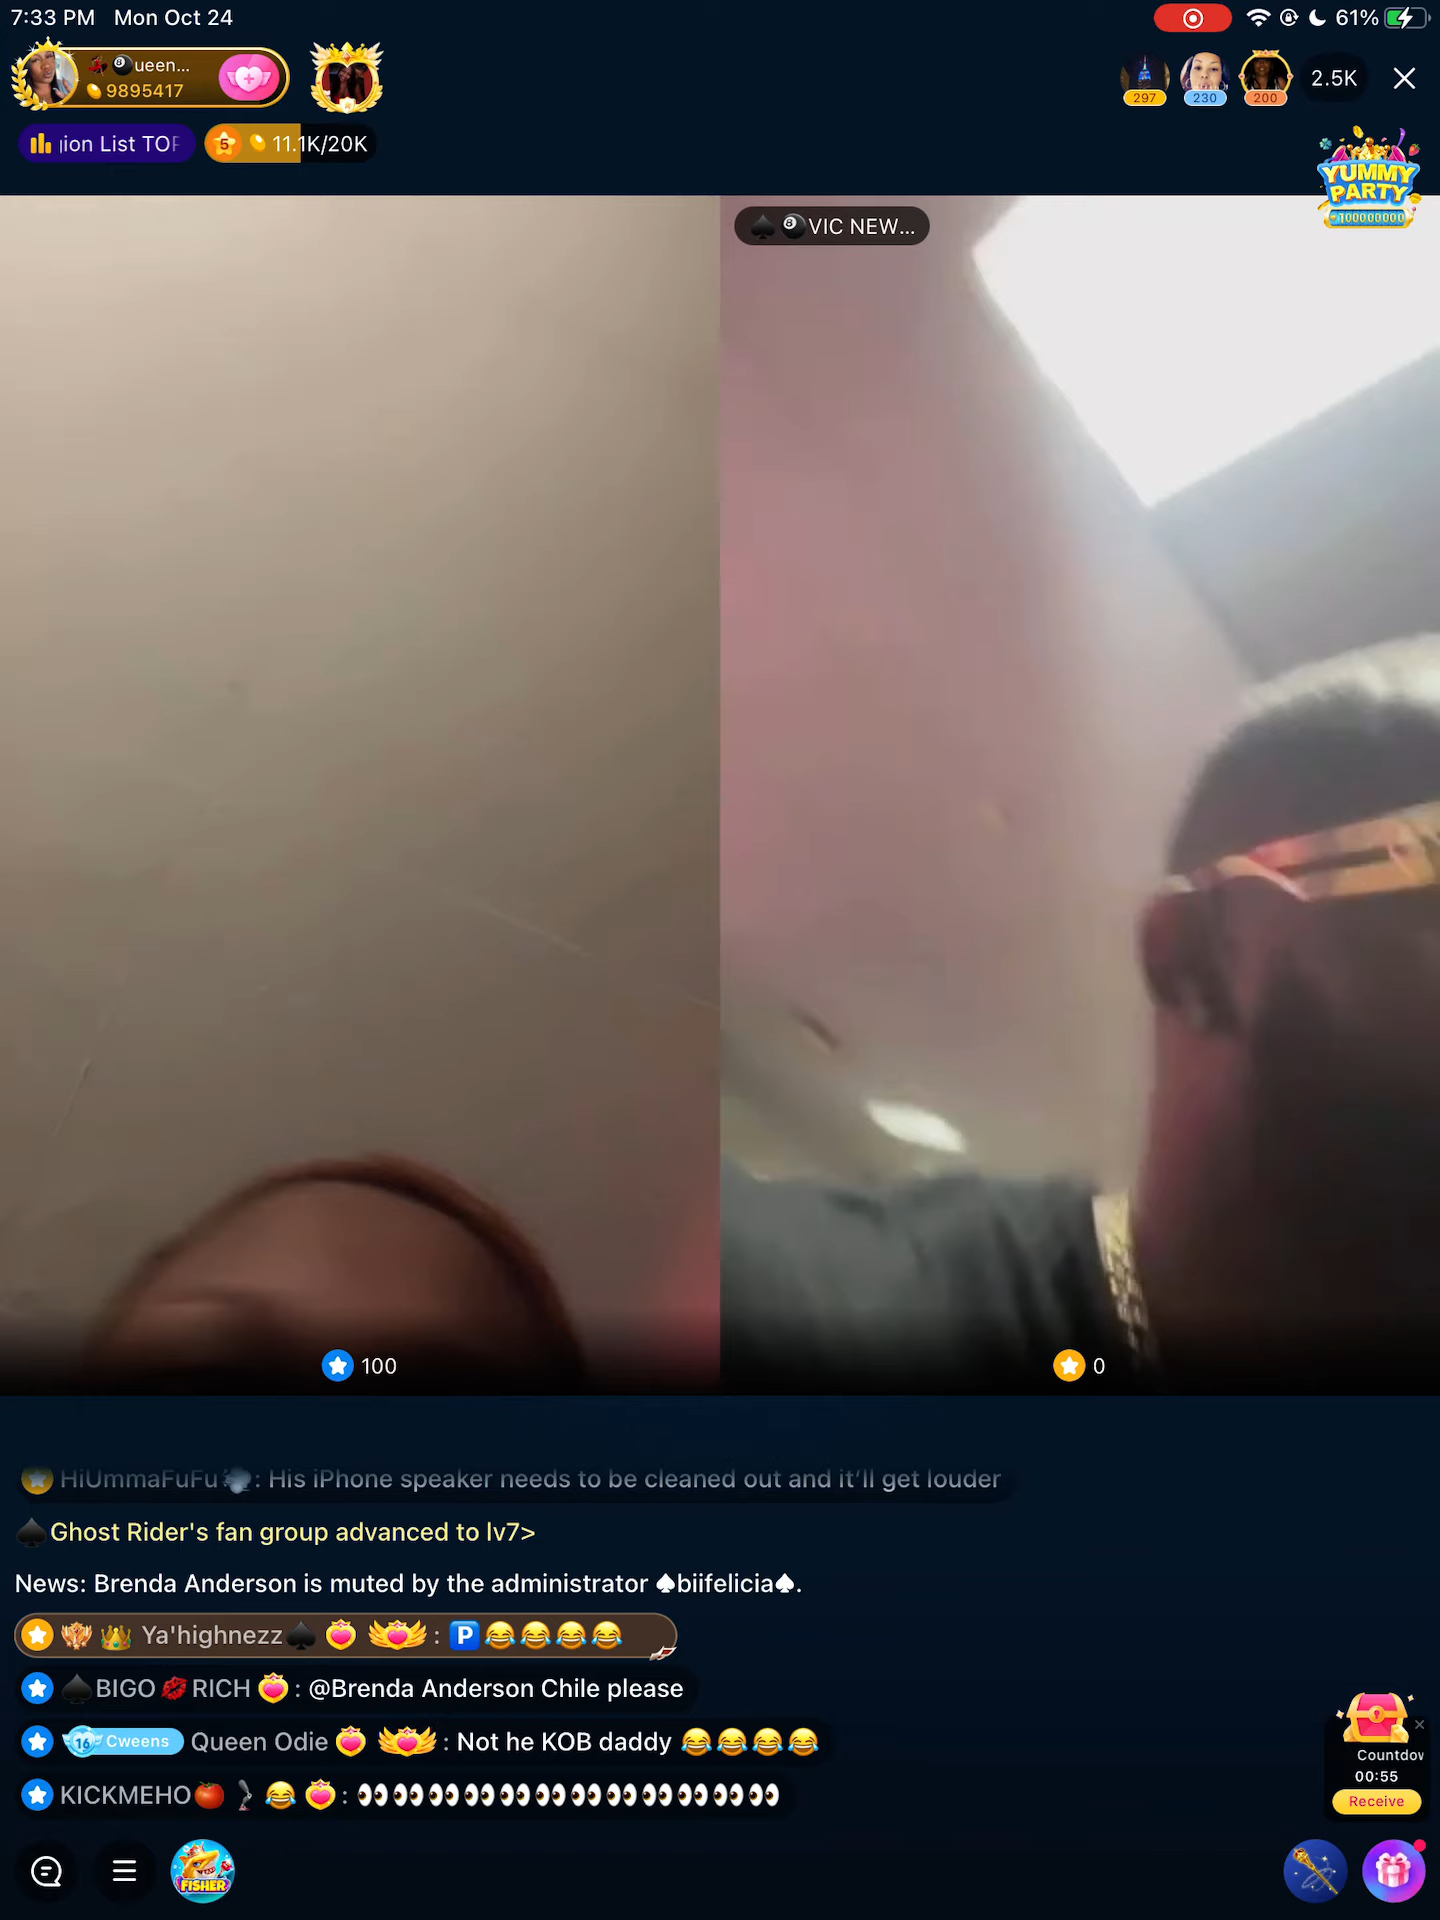 7:33 PM Mon Oct 24
61%
ueen...
9895417
297
230
200
2.5K
gion List TOP
5
11.1K/20K
YUMMY
PARTY
100000000
8
VIC NEW...
100
0
HiUmmaFuFu: His iPhone speaker needs to be cleaned out and it'll get louder
♠️Ghost Rider's fan group advanced to lv7>
News: Brenda Anderson is muted by the administrator ♠biifelicia♠.
Ya'highnezz♠️: 🅿️😂😂😂😂
♠️BIGO💋RICH: @Brenda Anderson Chile please
16 Cweens Queen Odie: Not he KOB daddy 😂😂😂😂
KICKMEHO🍅😂: 👀👀👀👀👀👀👀👀👀👀👀👀
Countdow
00:55
Receive
FISHER